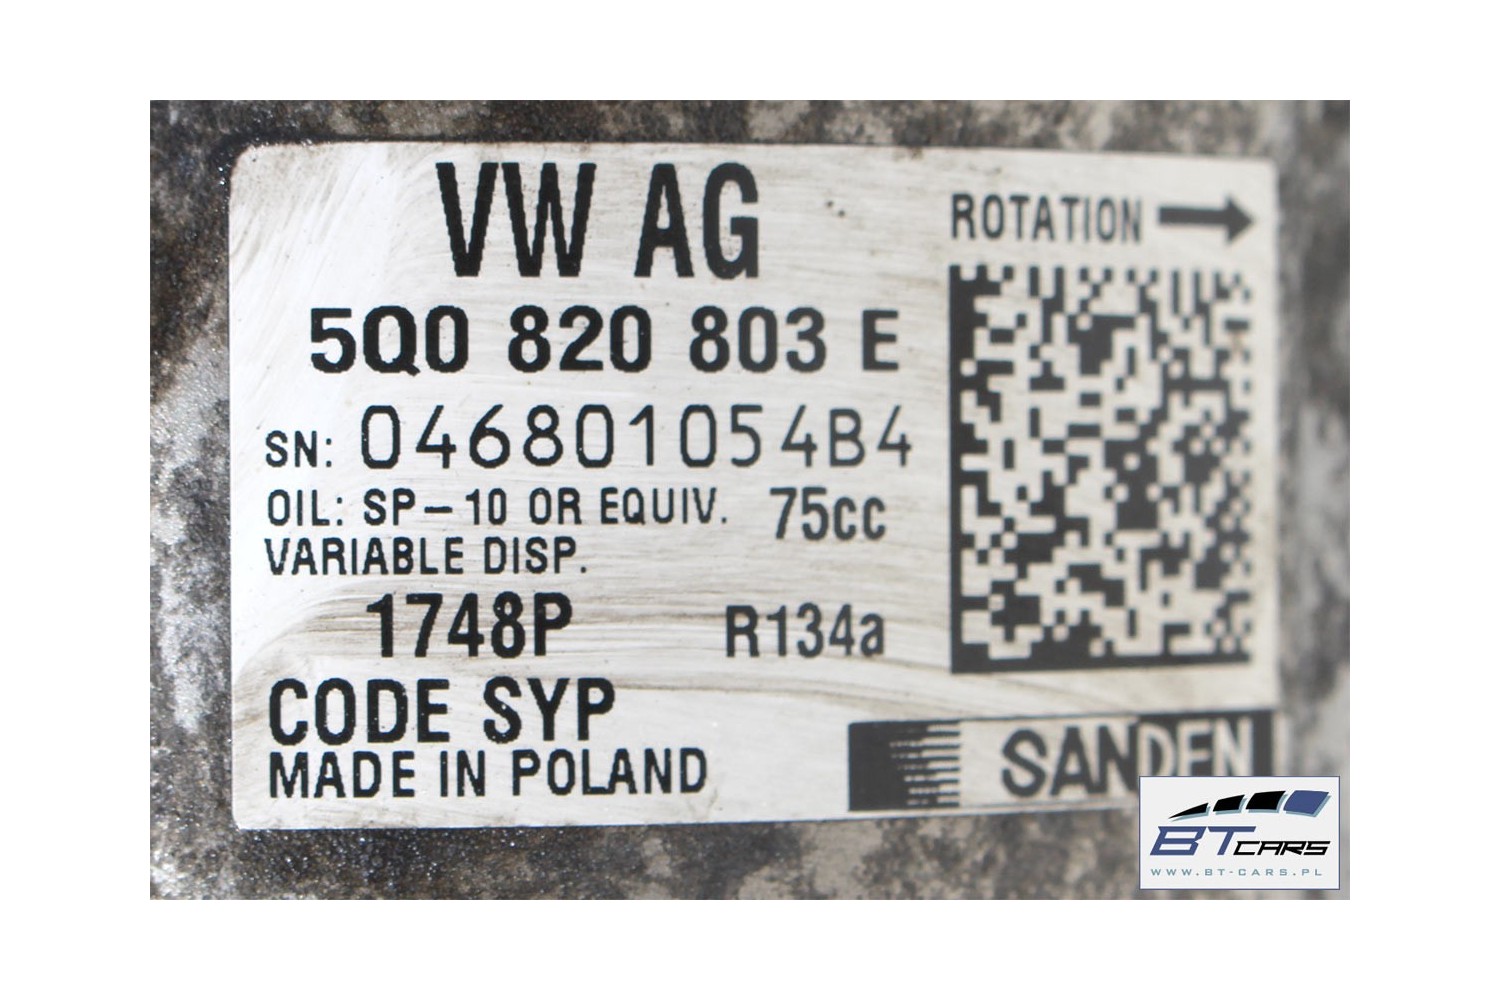 VW AG
ROTATION
5Q0 820 803 E
SN: 046801054B4
OIL: SP-10 OR EQUIV. 75cc
VARIABLE DISP.
1748P R134a
CODE SYP
MADE IN POLAND
SANDEN
BT CARS
WWW.BT-CARS.PL